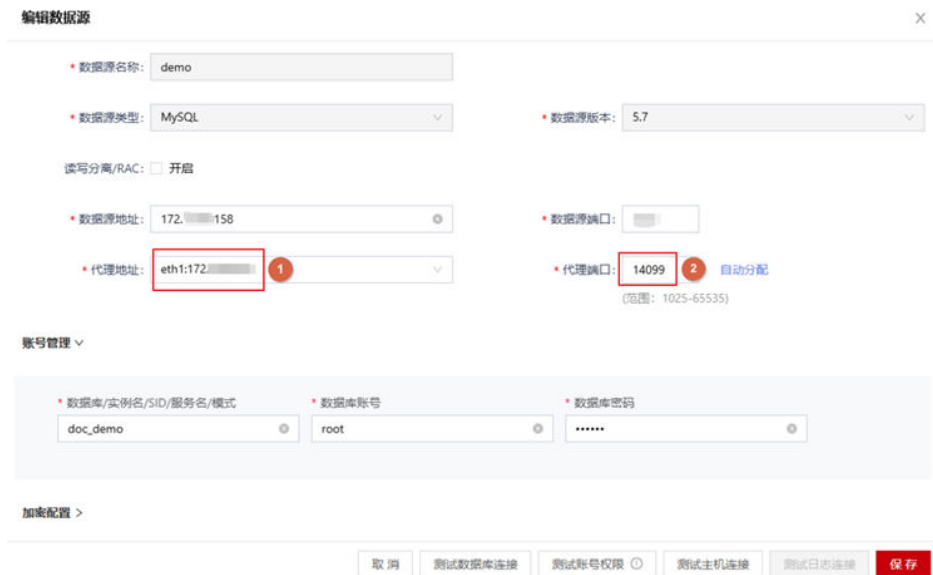 编辑数据源
* 数据源名称: demo
* 数据源类型: MySQL * 数据源版本: 5.7
读写分离/RAC: 开启
* 数据源地址: 172. 158 * 数据源端口:
* 代理地址: eth1:172. 1 * 代理端口: 14099 2 自动分配
(范围: 1025-65535)
账号管理
* 数据库/实例名/SID/服务名/模式 * 数据库账号 * 数据库密码
doc_demo root ••••••
加密配置 >
取消 测试数据库连接 测试账号权限 测试主机连接 测试日志连接 保存